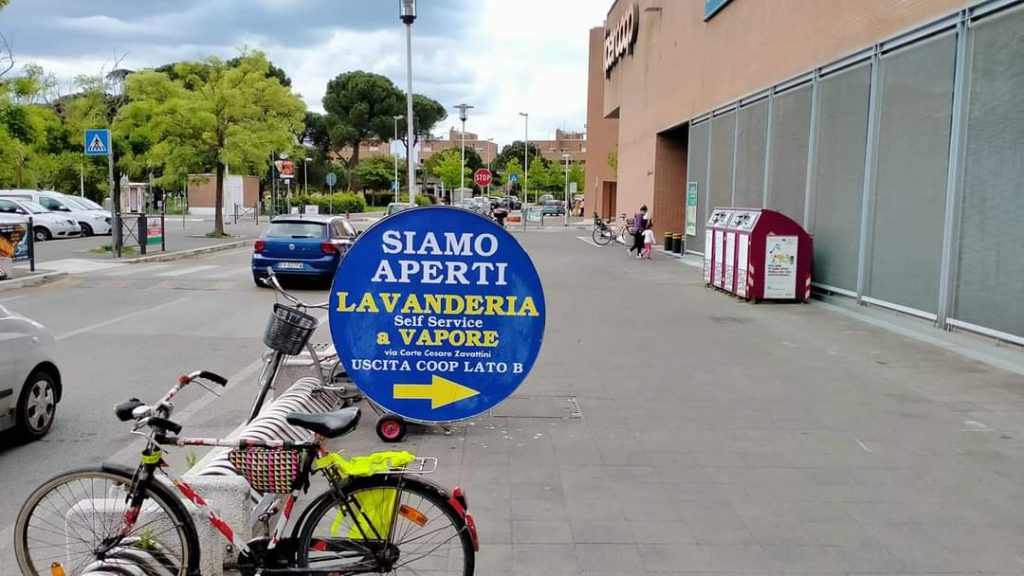 SIAMO
APERTI
LAVANDERIA
Self Service
a VAPORE
via Corte Cesare Zavattini
USCITA COOP LATO B
STOP